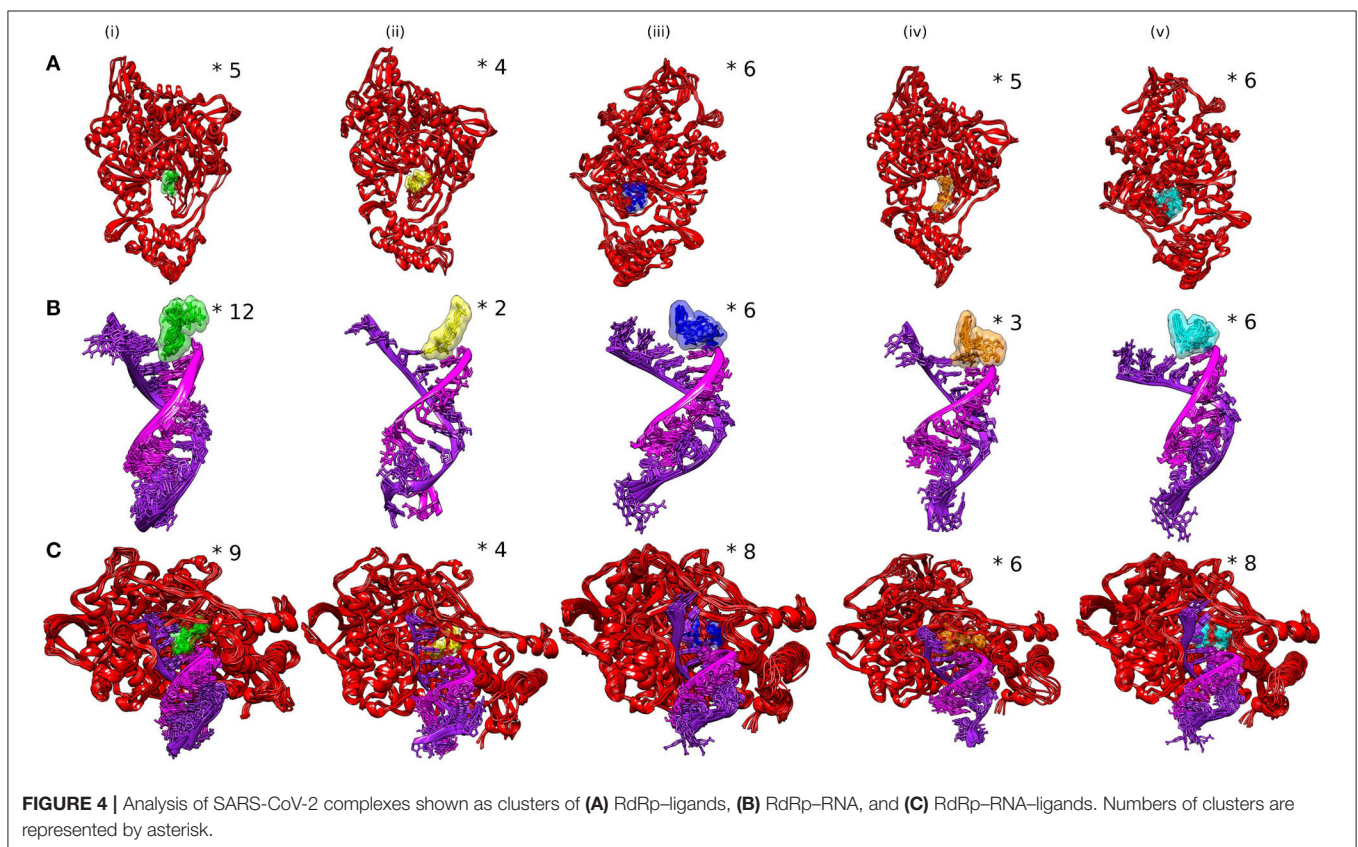 (i) (ii) (iii) (iv) (v)
A * 5 * 4 * 6 * 5 * 6
B * 12 * 2 * 6 * 3 * 6
C * 9 * 4 * 8 * 6 * 8
FIGURE 4 | Analysis of SARS-CoV-2 complexes shown as clusters of (A) RdRp–ligands, (B) RdRp–RNA, and (C) RdRp–RNA–ligands. Numbers of clusters are
represented by asterisk.